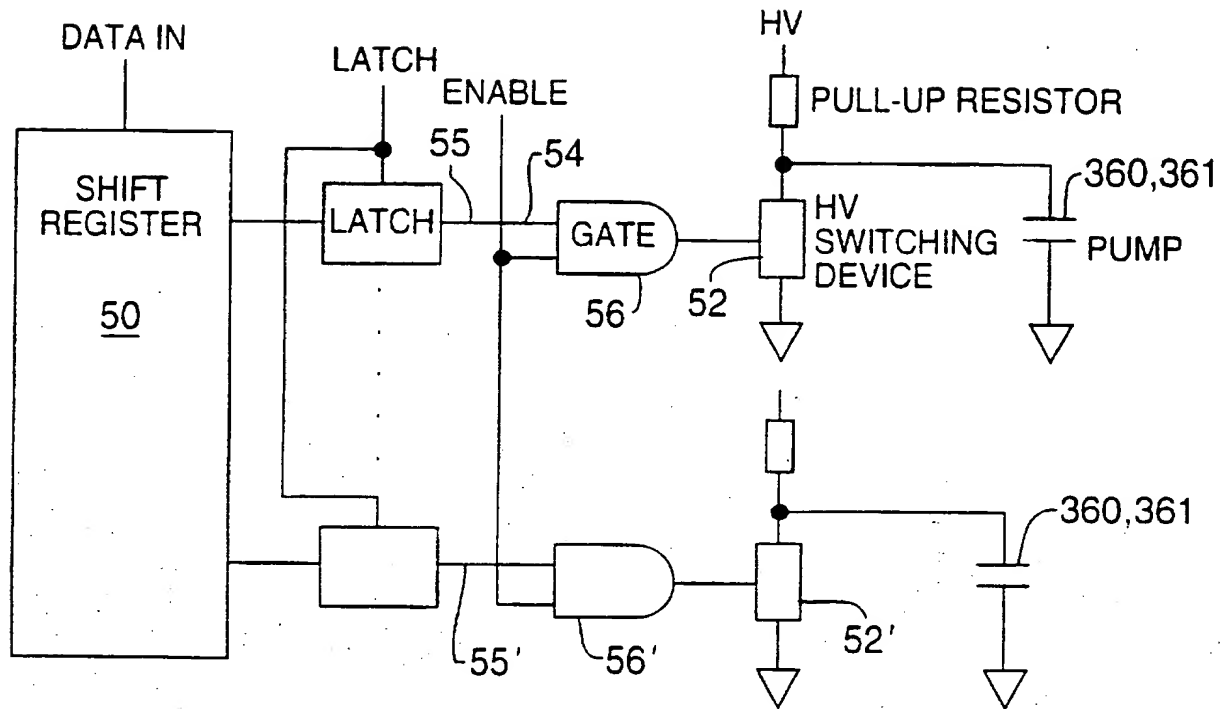 DATA IN
LATCH
ENABLE
HV
PULL-UP RESISTOR
55
54
360,361
SHIFT
REGISTER
LATCH
GATE
HV
SWITCHING
DEVICE
PUMP
50
56
52
360,361
55'
56'
52'